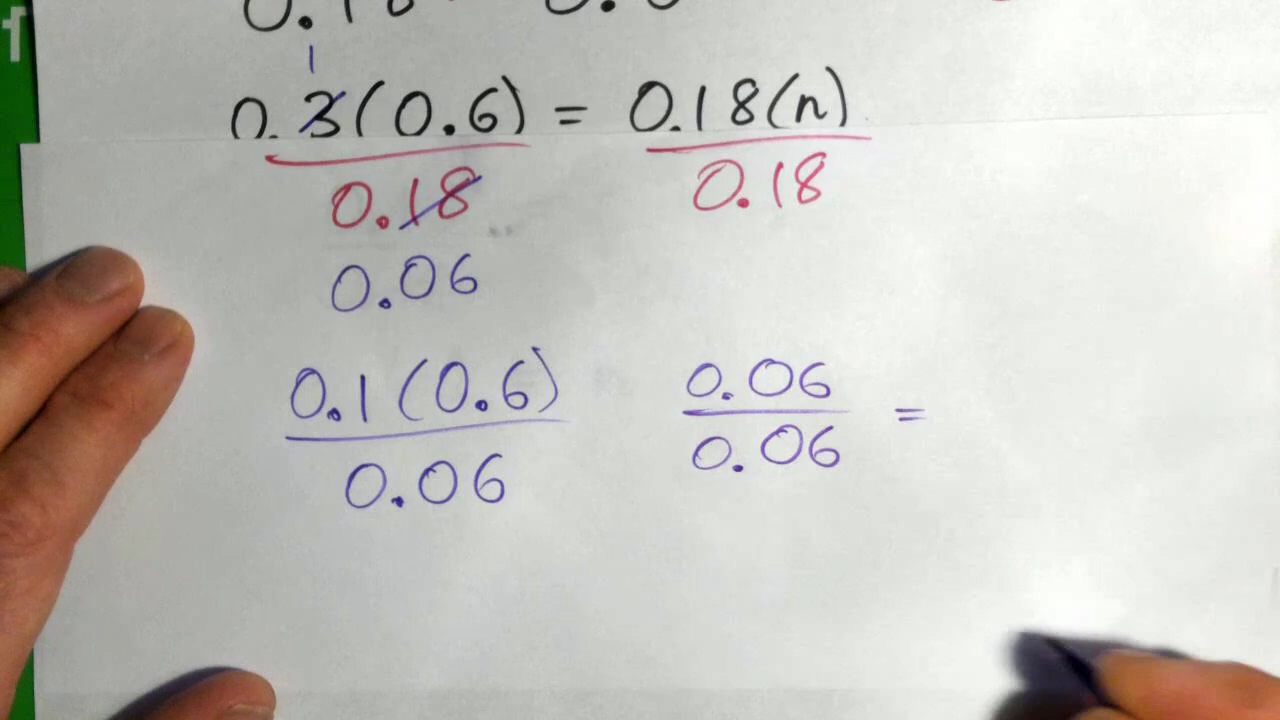 1
0.3(0.6) = 0.18(n)
0.18 0.18
0.06
0.1(0.6) 0.06 =
0.06 0.06